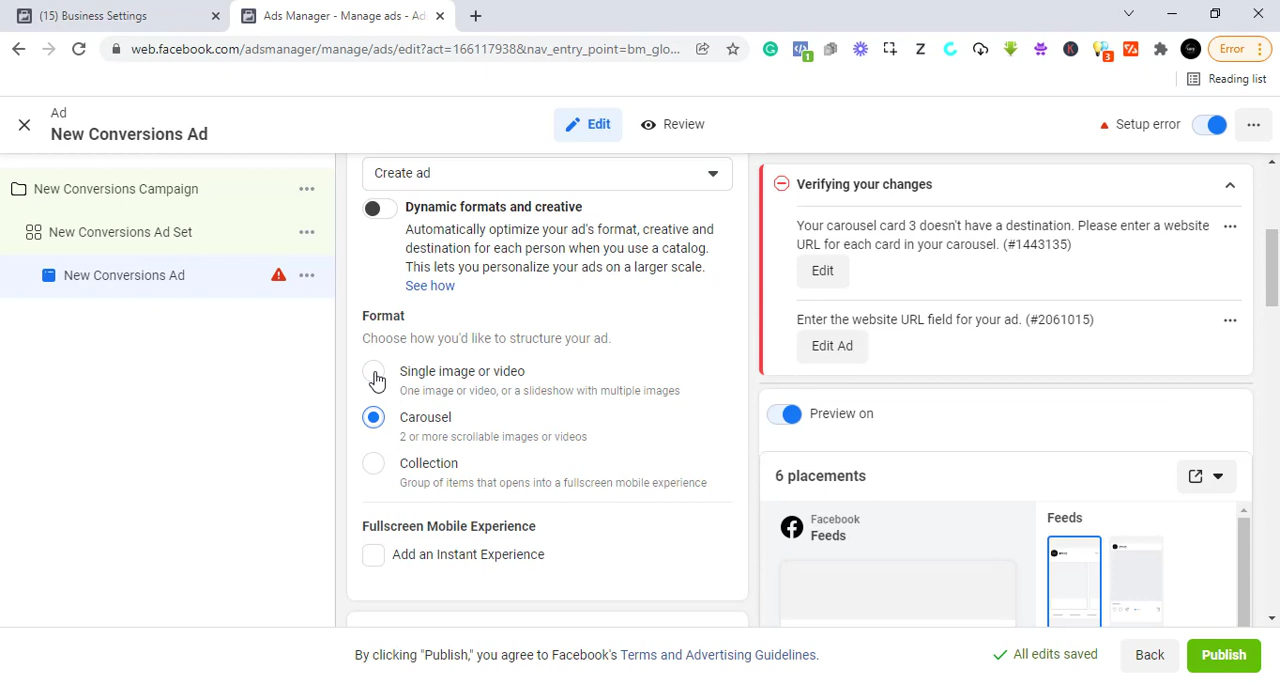 (15) Business Settings
Ads Manager - Manage ads - Ad
web.facebook.com/adsmanager/manage/ads/edit?act=166117938&nav_entry_point=bm_glo...
1
Z
K
3
Error
Reading list
Ad
New Conversions Ad
Edit
Review
Setup error
New Conversions Campaign
New Conversions Ad Set
New Conversions Ad
Create ad
Dynamic formats and creative
Automatically optimize your ad's format, creative and
destination for each person when you use a catalog.
This lets you personalize your ads on a larger scale.
See how
Format
Choose how you'd like to structure your ad.
Single image or video
One image or video, or a slideshow with multiple images
Carousel
2 or more scrollable images or videos
Collection
Group of items that opens into a fullscreen mobile experience
Fullscreen Mobile Experience
Add an Instant Experience
Verifying your changes
Your carousel card 3 doesn't have a destination. Please enter a website
URL for each card in your carousel. (#1443135)
Edit
Enter the website URL field for your ad. (#2061015)
Edit Ad
Preview on
6 placements
Facebook
Feeds
Feeds
By clicking "Publish," you agree to Facebook's Terms and Advertising Guidelines.
All edits saved
Back
Publish